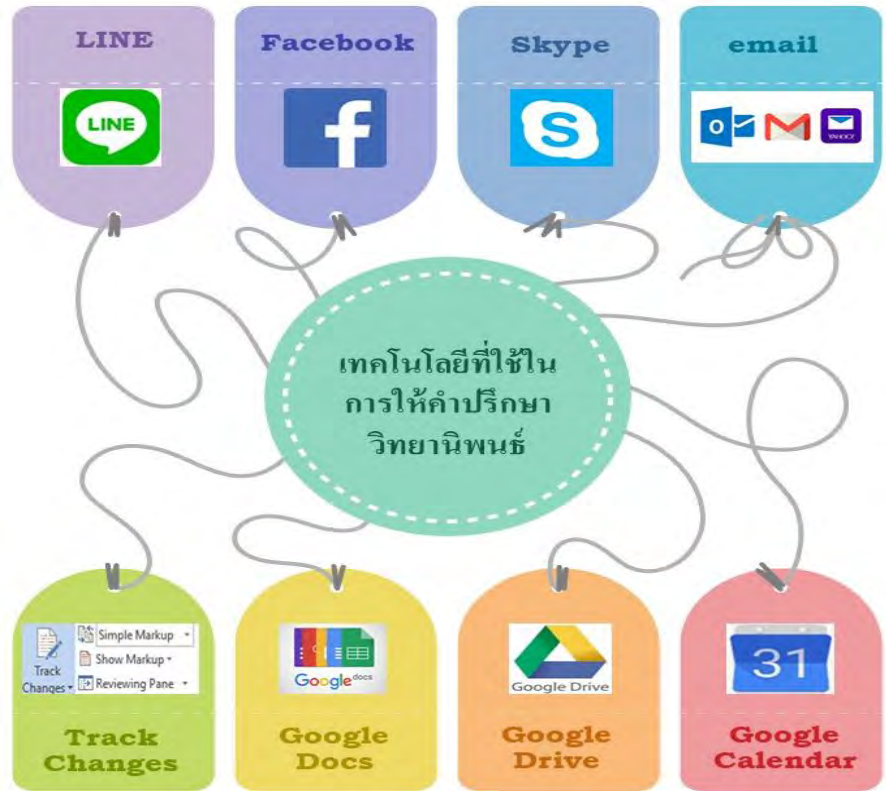 LINE
Facebook
Skype
email
LINE
f
S
YAHOO!
เทคโนโลยีที่ใช้ใน
การให้คำปรึกษา
วิทยานิพนธ์
Track
Changes
Simple Markup
Show Markup
Reviewing Pane
Google docs
Google Drive
31
Track
Changes
Google
Docs
Google
Drive
Google
Calendar